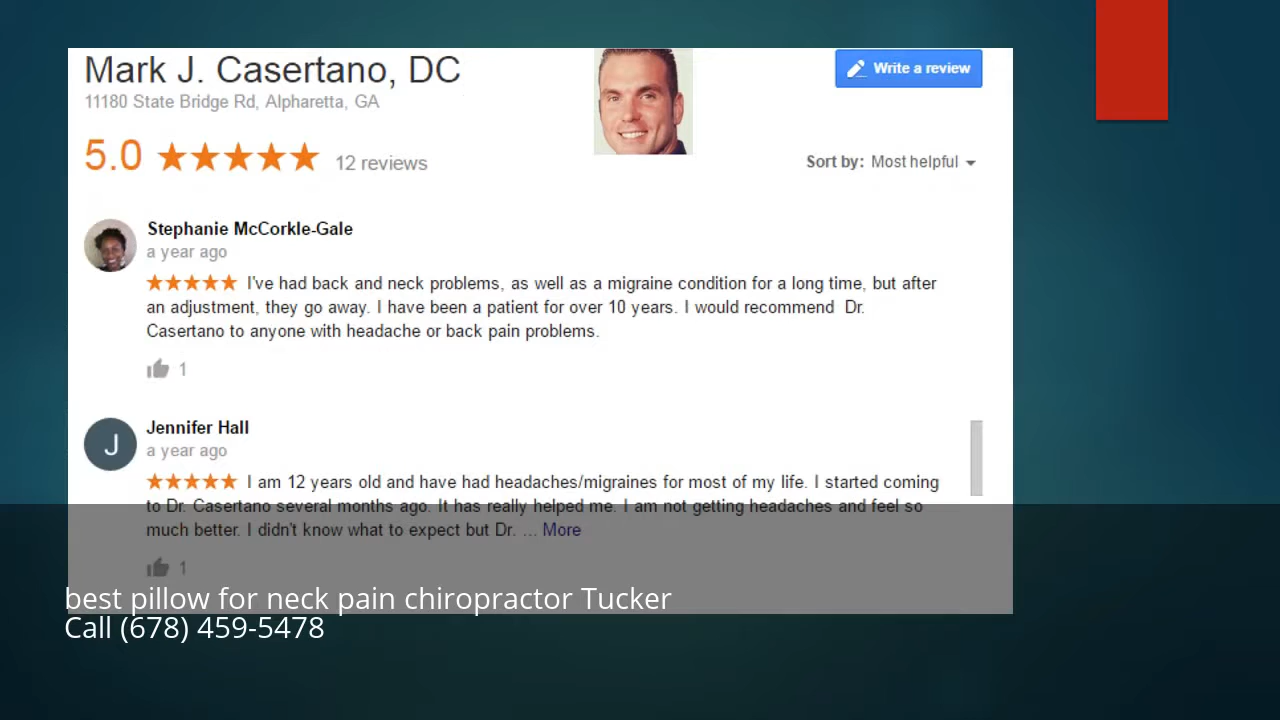 Mark J. Casertano, DC
11180 State Bridge Rd, Alpharetta, GA
Write a review
5.0 12 reviews
Sort by: Most helpful
Stephanie McCorkle-Gale
a year ago
I've had back and neck problems, as well as a migraine condition for a long time, but after
an adjustment, they go away. I have been a patient for over 10 years. I would recommend Dr.
Casertano to anyone with headache or back pain problems.
1
J
Jennifer Hall
a year ago
I am 12 years old and have had headaches/migraines for most of my life. I started coming
to Dr. Casertano several months ago. It has really helped me. I am not getting headaches and feel so
much better. I didn't know what to expect but Dr. ... More
1
best pillow for neck pain chiropractor Tucker
Call (678) 459-5478